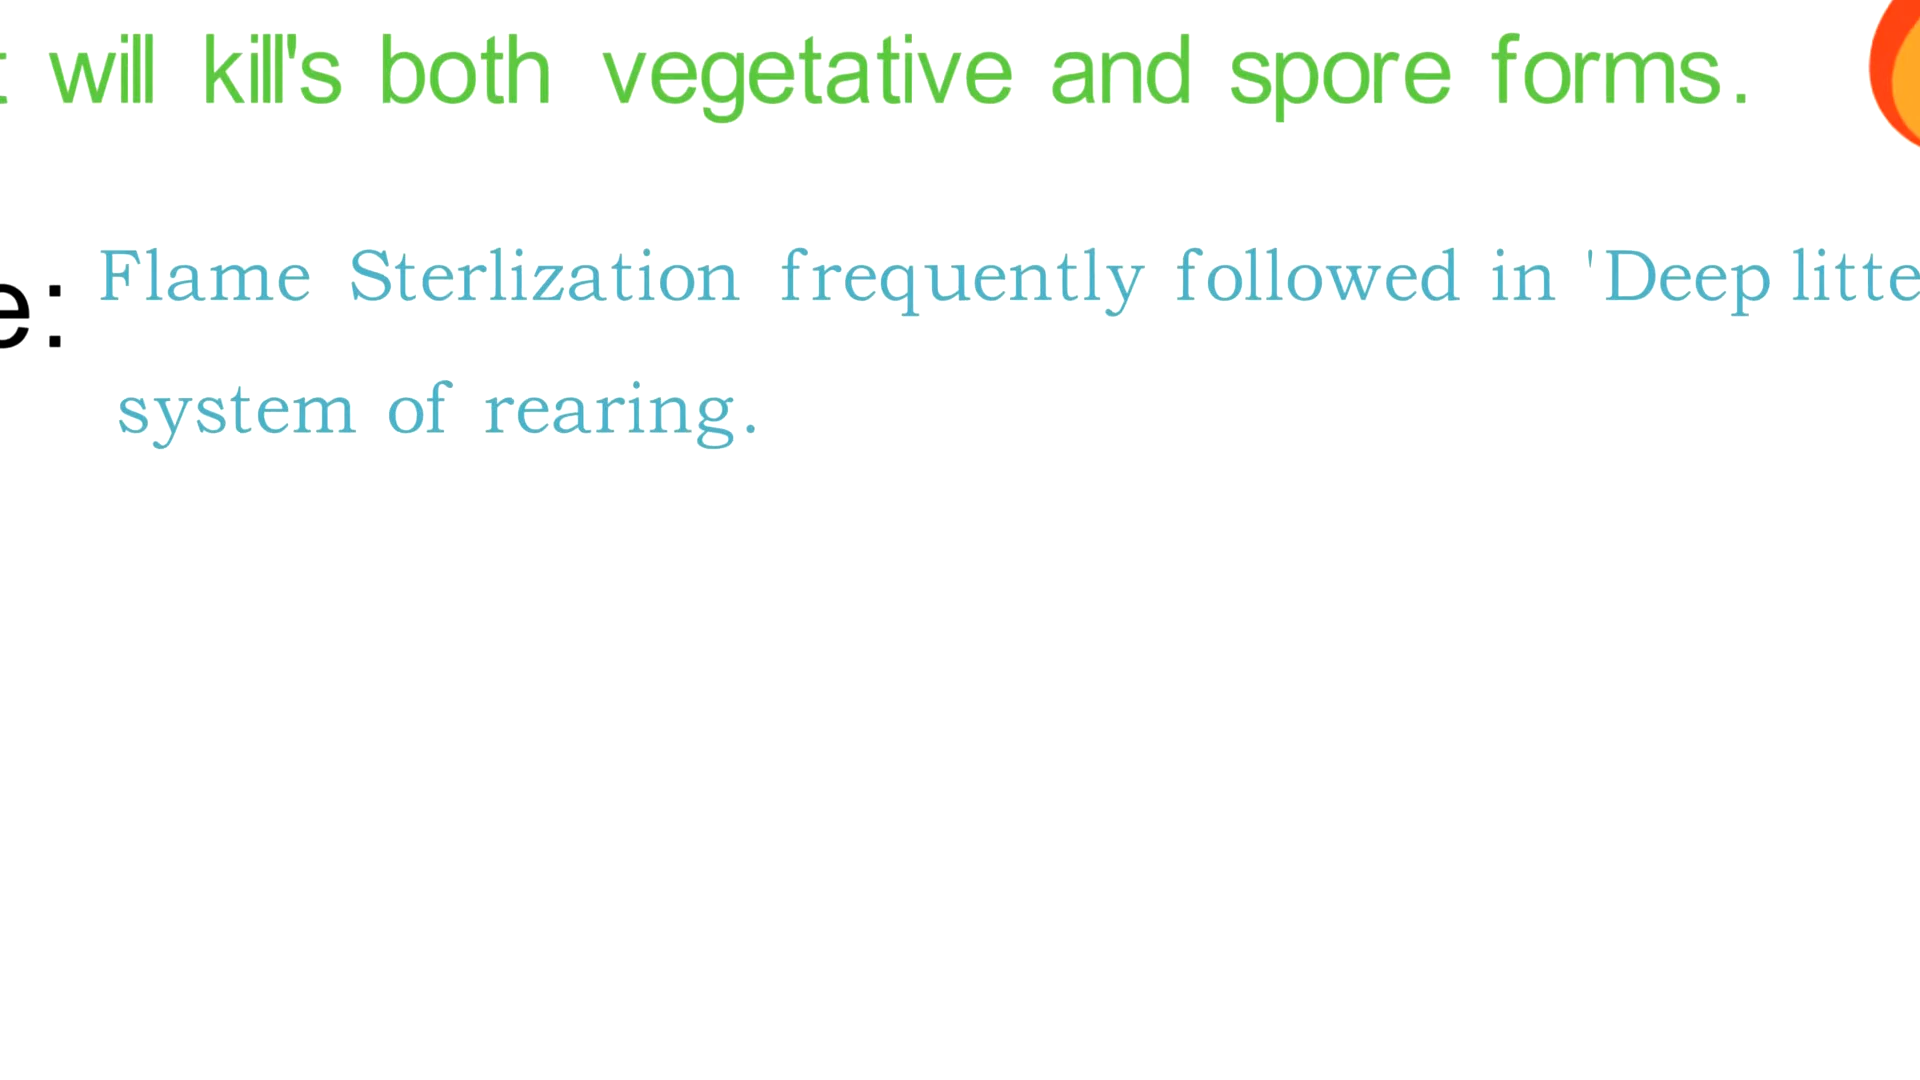 will kill's both vegetative and spore forms.
e: Flame Sterlization frequently followed in 'Deep litte
system of rearing.